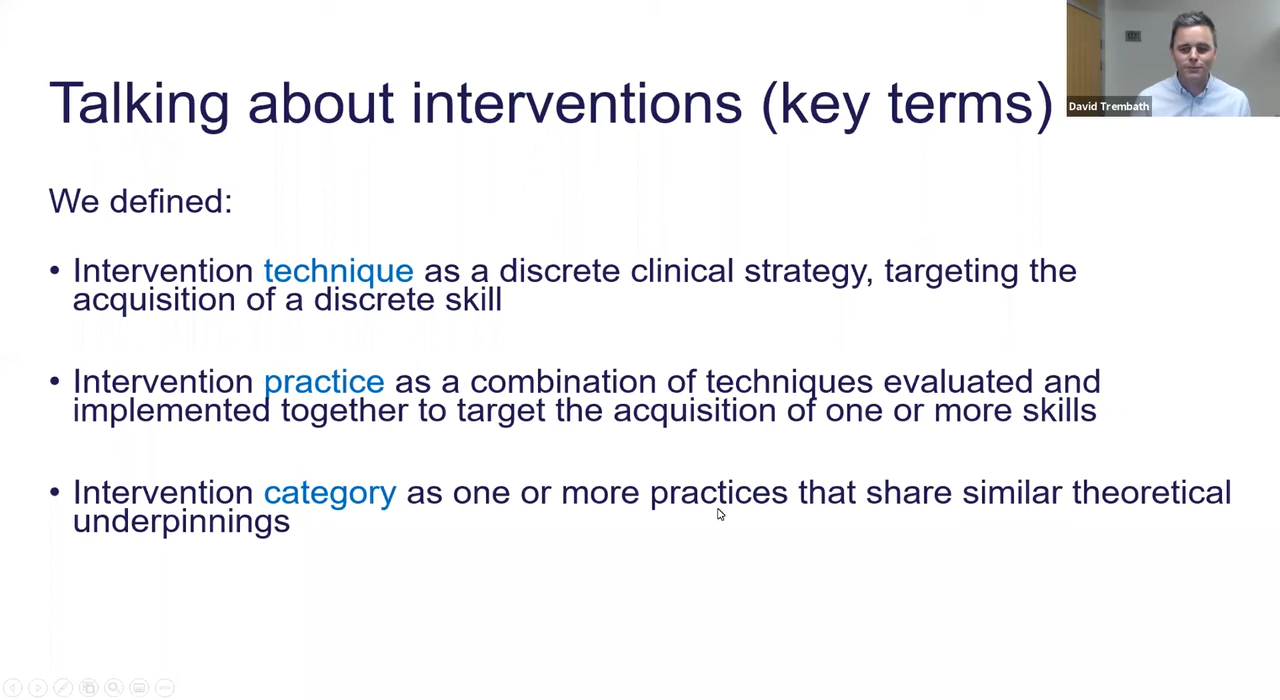 Talking about interventions (key terms)
David Trembath
We defined:
• Intervention technique as a discrete clinical strategy, targeting the
acquisition of a discrete skill
• Intervention practice as a combination of techniques evaluated and
implemented together to target the acquisition of one or more skills
• Intervention category as one or more practices that share similar theoretical
underpinnings